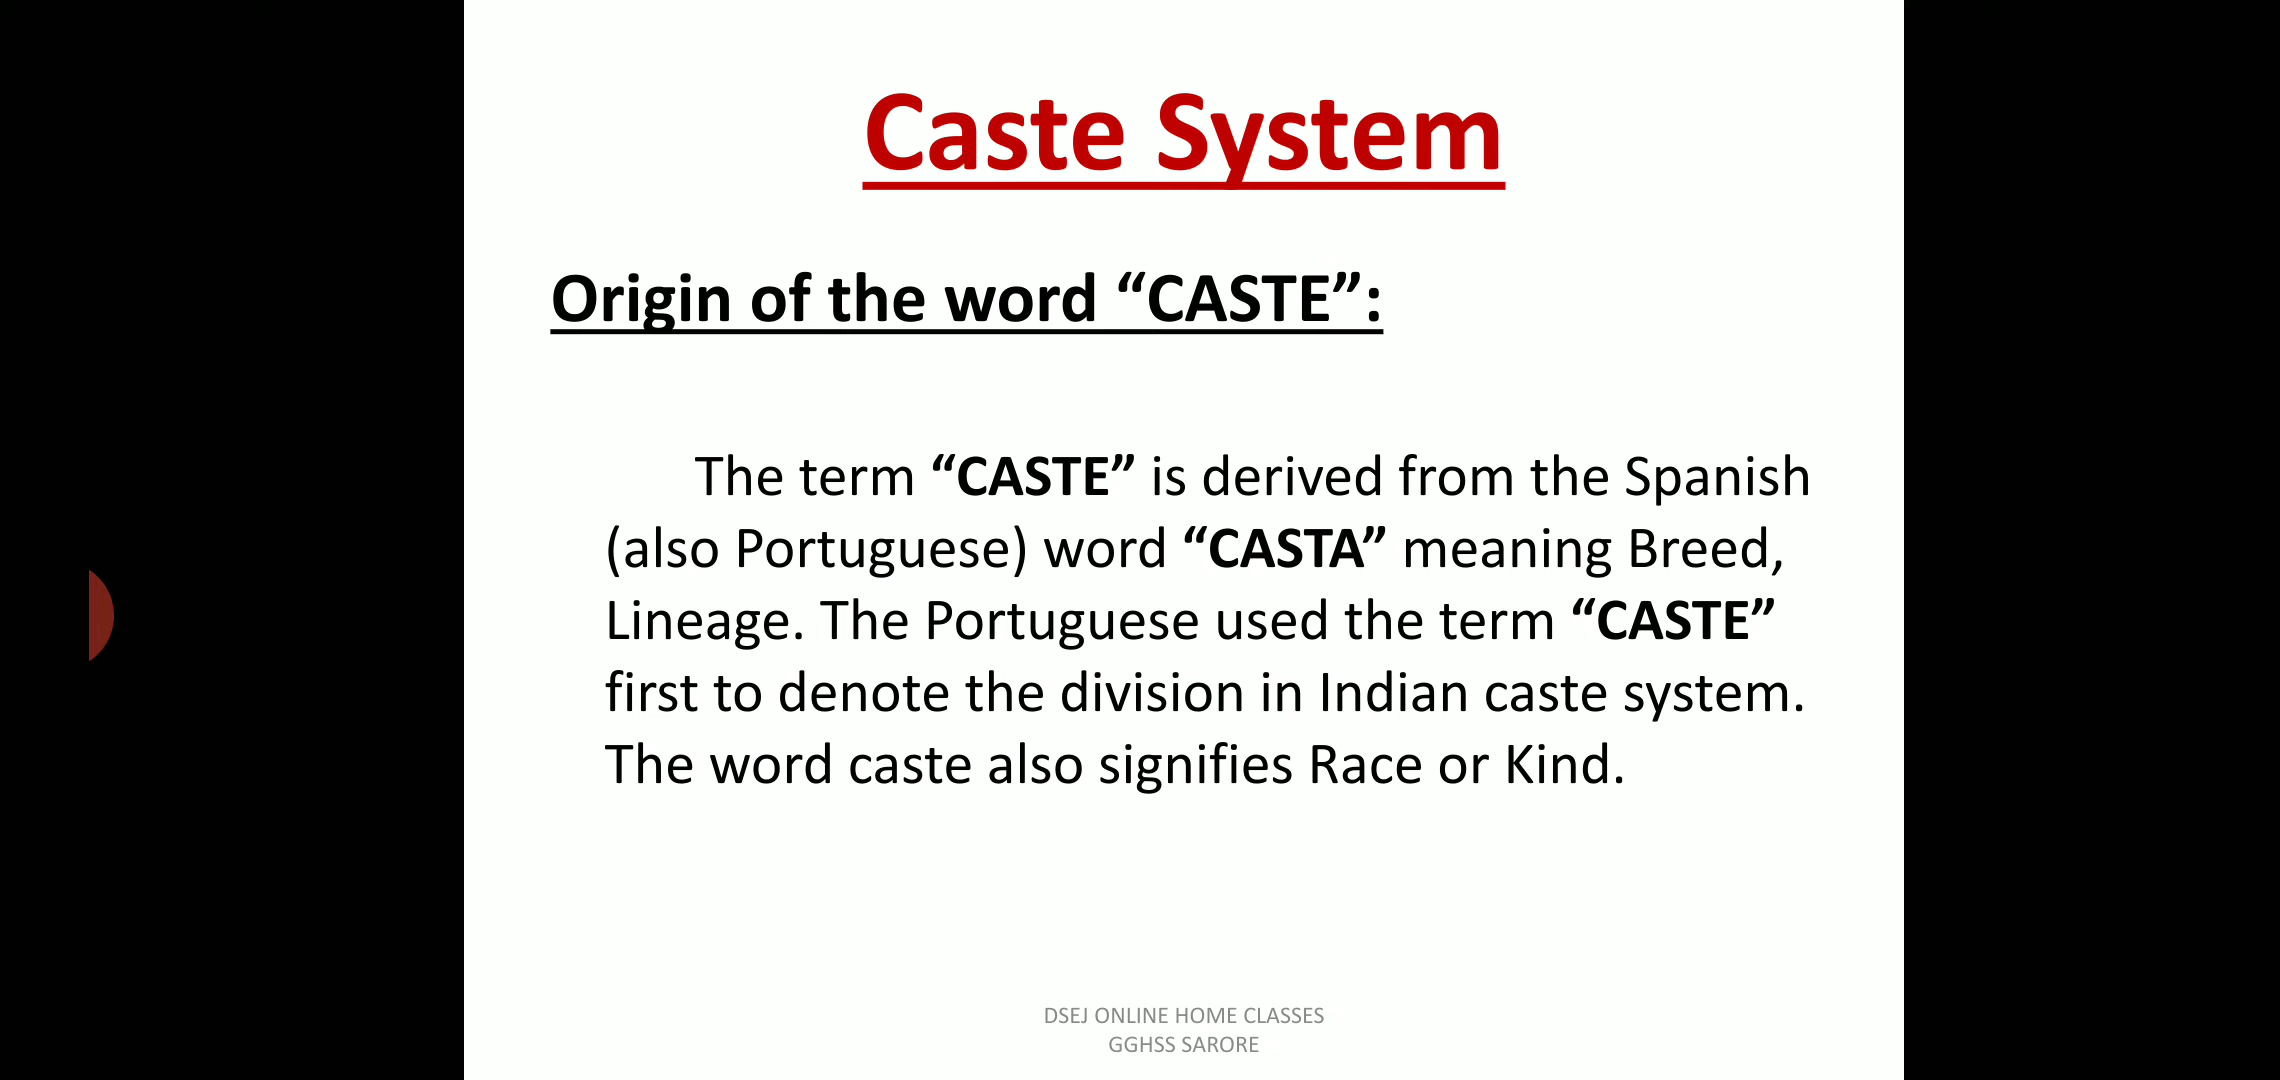 Caste System
Origin of the word “CASTE”:
The term “CASTE” is derived from the Spanish
(also Portuguese) word “CASTA” meaning Breed,
Lineage. The Portuguese used the term “CASTE”
first to denote the division in Indian caste system.
The word caste also signifies Race or Kind.
DSEJ ONLINE HOME CLASSES
GGHSS SARORE